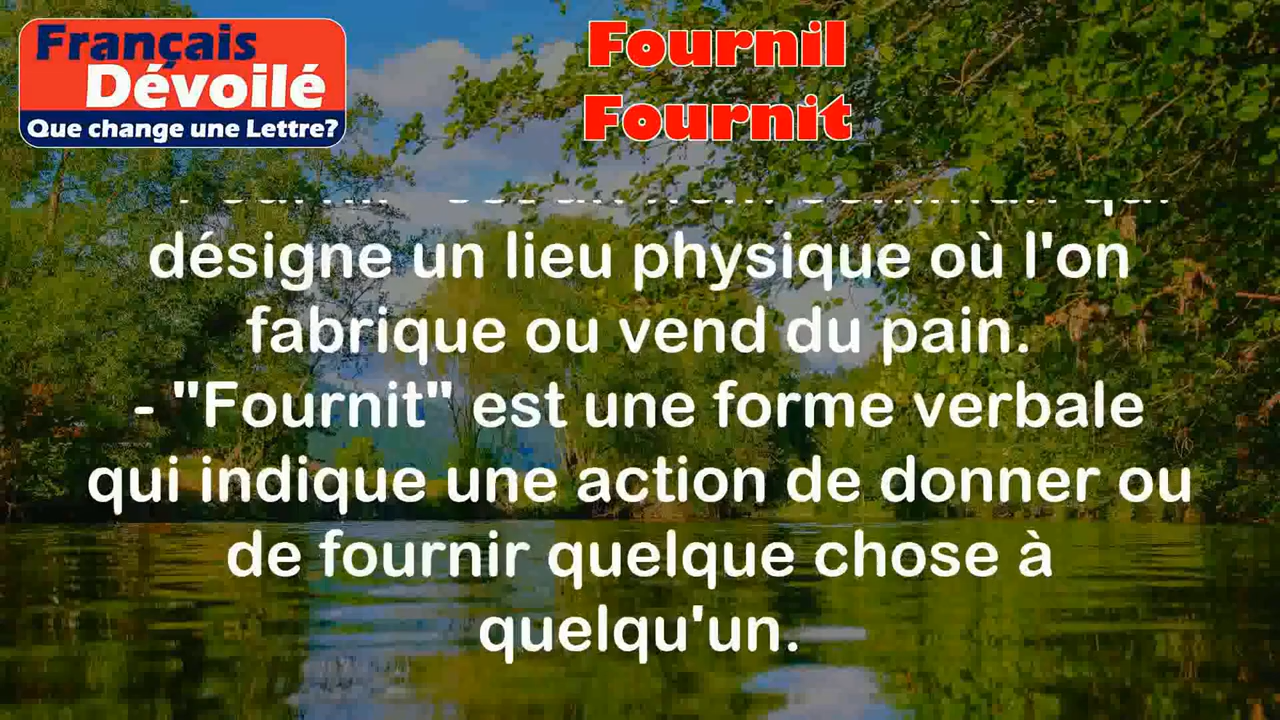 Français
Dévoilé
Que change une Lettre?
Fournil
Fournit
désigne un lieu physique où l'on
fabrique ou vend du pain.
- "Fournit" est une forme verbale
qui indique une action de donner ou
de fournir quelque chose à
quelqu'un.